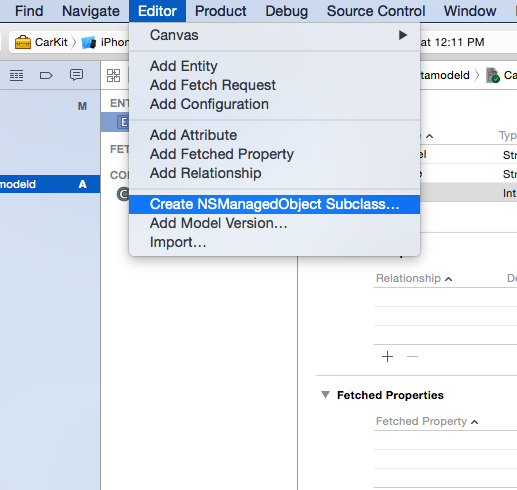 Find Navigate Editor Product Debug Source Control Window
CarKit
at 12:11 PM
Canvas
Add Entity
Add Fetch Request
Add Configuration
Add Attribute
Add Fetched Property
Add Relationship
Create NSManagedObject Subclass...
Add Model Version...
Import...
M
modeld A
ENT
E
FET
CON
C
tamodeld Ca
Typ
el Str
e Str
Int
Relationship De
+ −
Fetched Properties
Fetched Property